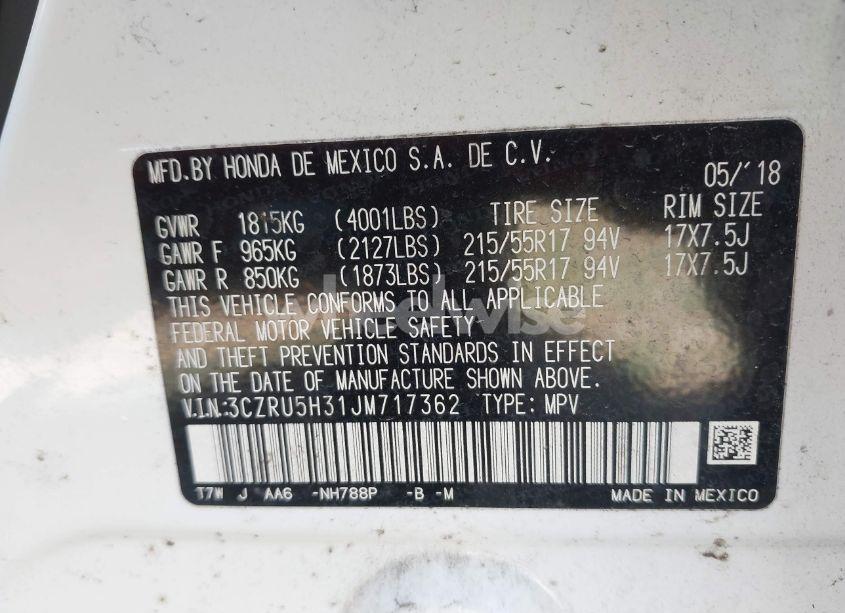 MFD.BY HONDA DE MEXICO S.A. DE C.V.
05/'18
GVWR 1815KG (4001LBS) TIRE SIZE RIM SIZE
GAWR F 965KG (2127LBS) 215/55R17 94V 17X7.5J
GAWR R 850KG (1873LBS) 215/55R17 94V 17X7.5J
THIS VEHICLE CONFORMS TO ALL APPLICABLE
FEDERAL MOTOR VEHICLE SAFETY
AND THEFT PREVENTION STANDARDS IN EFFECT
ON THE DATE OF MANUFACTURE SHOWN ABOVE.
V.I.N.:3CZRU5H31JM717362 TYPE: MPV
T7W J AA6 -NH788P -B -M
MADE IN MEXICO